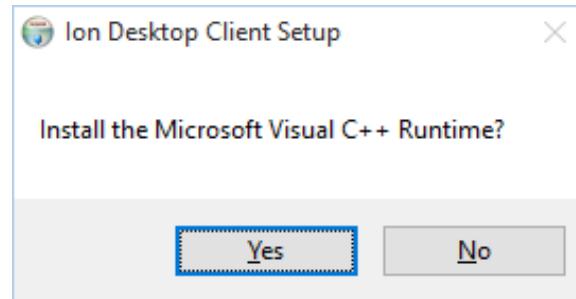 Ion Desktop Client Setup
Install the Microsoft Visual C++ Runtime?
Yes
No